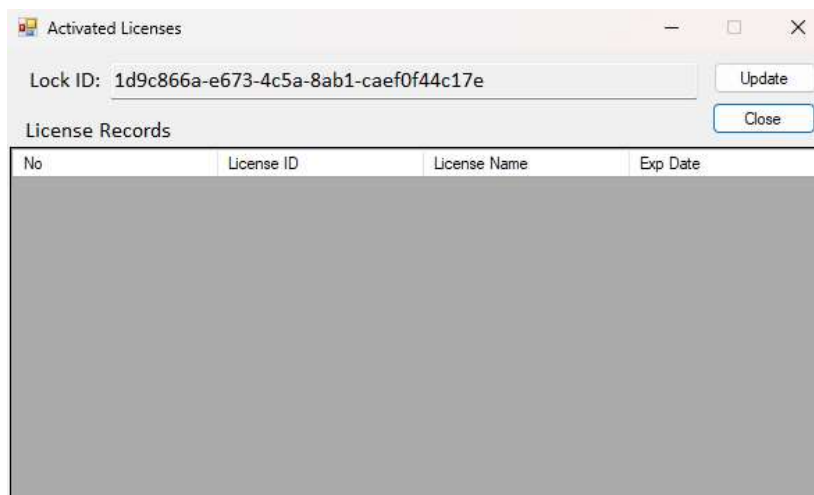 Activated Licenses
Lock ID: 1d9c866a-e673-4c5a-8ab1-caef0f44c17e
Update
Close
License Records
No License ID License Name Exp Date